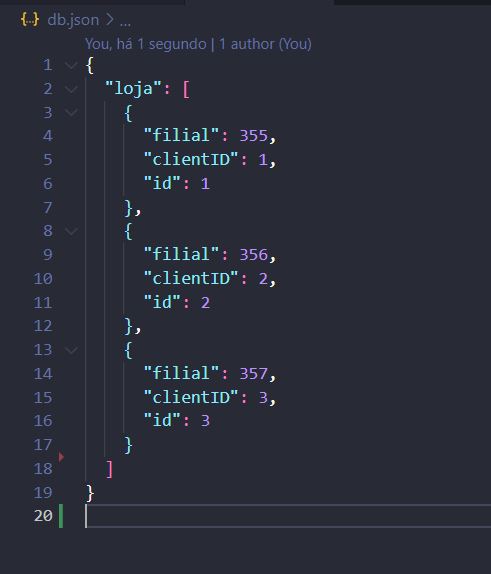 {..} db.json > ...
You, há 1 segundo | 1 author (You)
1 {
2 "loja": [
3 {
4 "filial": 355,
5 "clientID": 1,
6 "id": 1
7 },
8 {
9 "filial": 356,
10 "clientID": 2,
11 "id": 2
12 },
13 {
14 "filial": 357,
15 "clientID": 3,
16 "id": 3
17 }
18 ]
19 }
20